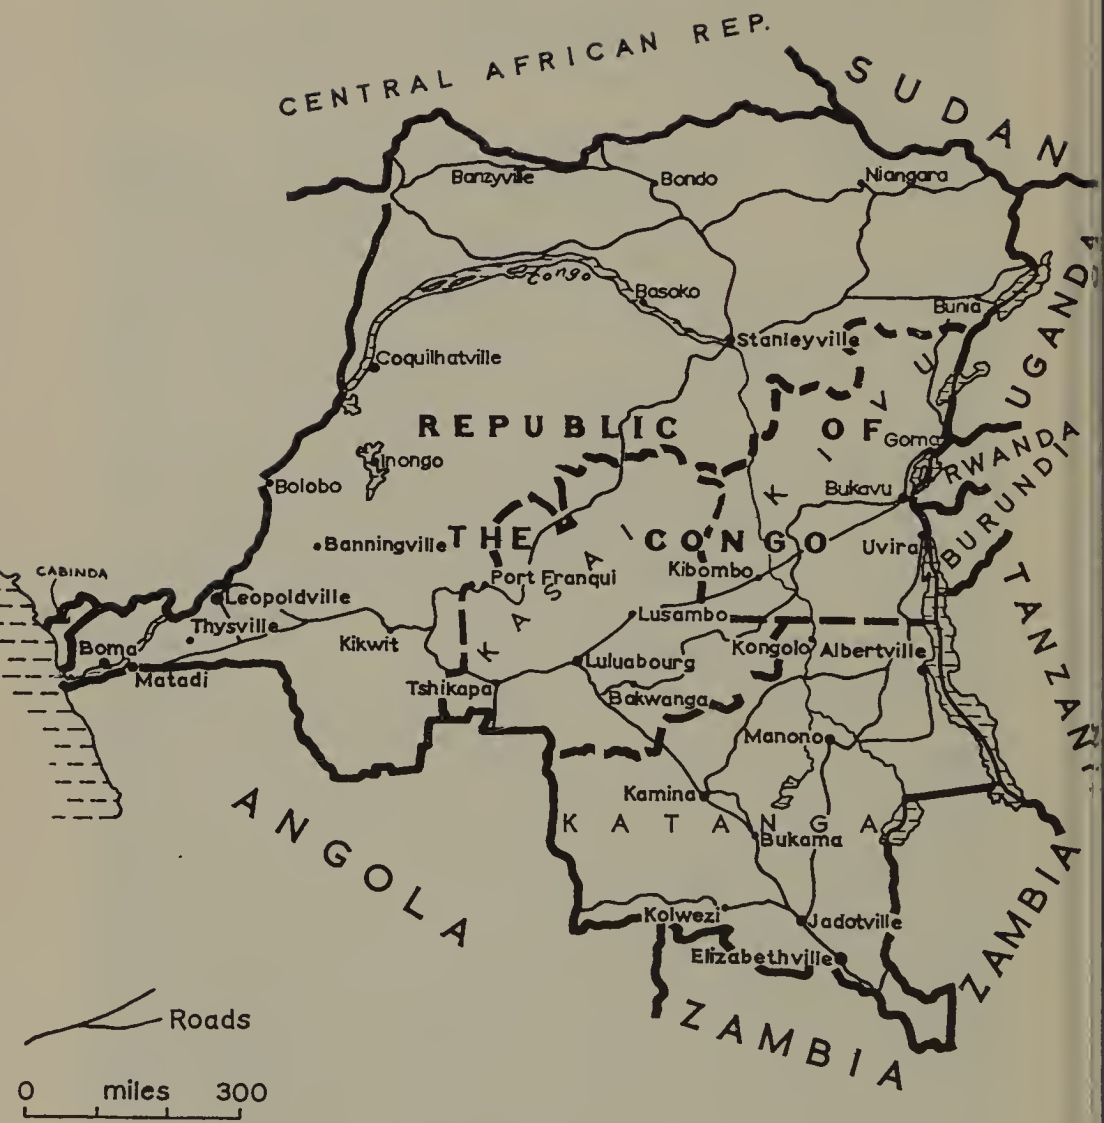 CENTRAL AFRICAN REP.
SUDAN
Banzyville
Bondo
Niangara
UGANDA
Congo
Basoko
Bunia
Stanleyville
Coquilhatville
KIVU
REPUBLIC OF
Goma
RWANDA
Inongo
Bolobo
Bukavu
BURUNDI
THE CONGO
Banningville
Uvira
CABINDA
Port Franqui
Kibombo
KASAI
TANZANI
Leopoldville
Lusambo
Thysville
Kikwit
Boma
Luluabourg
Kongolo
Albertville
Matadi
Tshikapa
Bakwanga
Manono
Kamina
ANGOLA
KATANGA
Bukama
Kolwezi
Jadotville
Elizabethville
ZAMBIA
ZAMBIA
Roads
0 miles 300